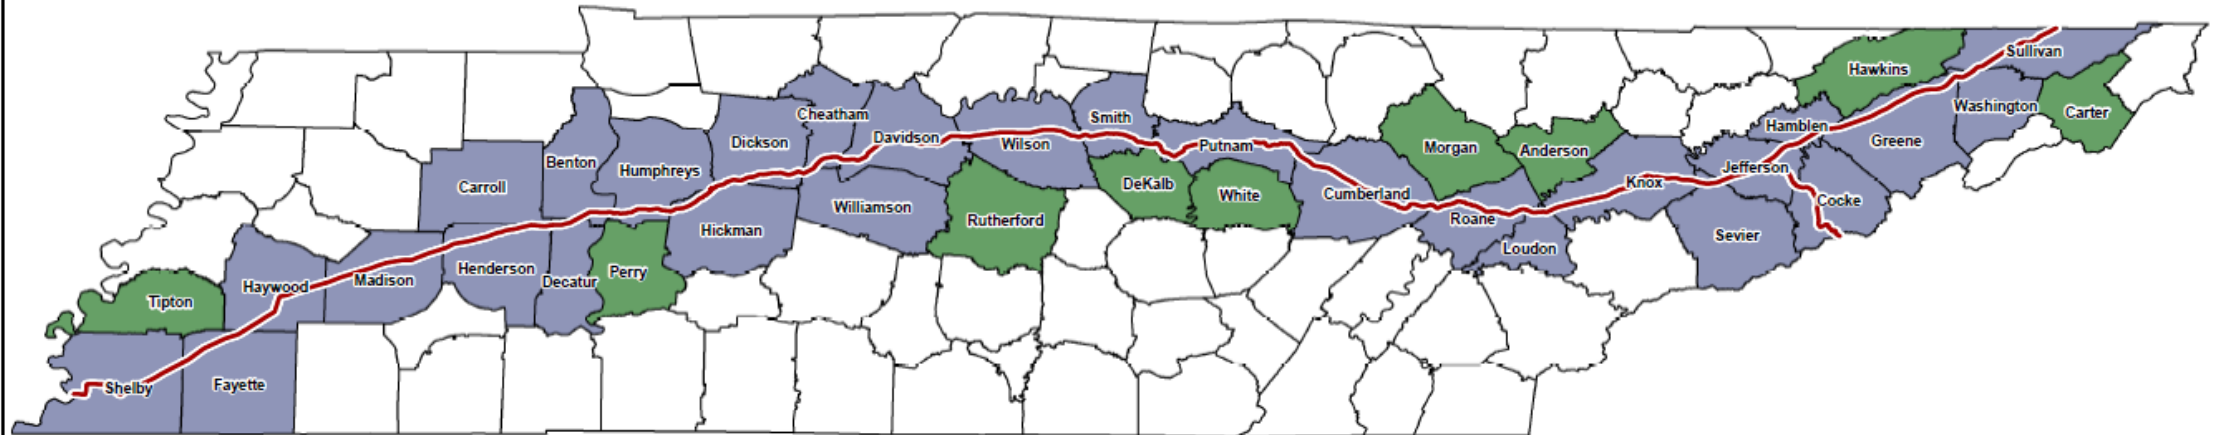 Sullivan
Hawkins
Washington
Carter
Cheatham
Smith
Hamblen
Davidson
Dickson
Wilson
Putnam
Greene
Morgan
Anderson
Benton
Humphreys
Jefferson
Carroll
DeKalb
Knox
White
Cumberland
Cocke
Williamson
Rutherford
Roane
Hickman
Sevier
Loudon
Henderson
Perry
Madison
Decatur
Haywood
Tipton
Shelby
Fayette